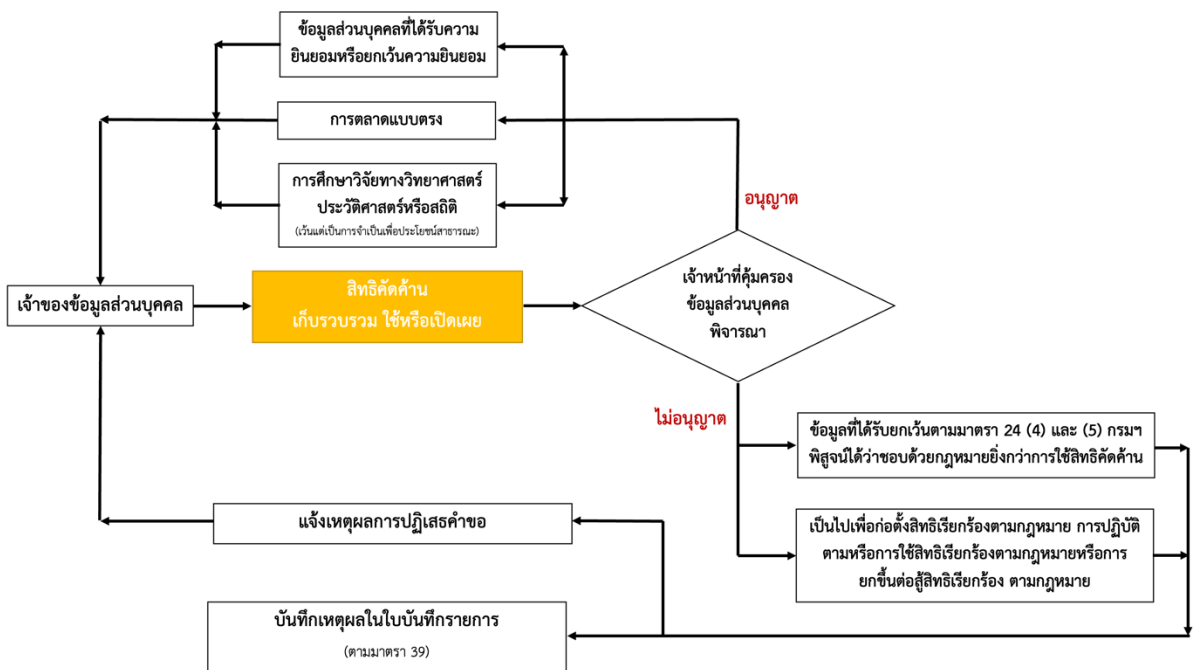 ข้อมูลส่วนบุคคลที่ได้รับความ
ยินยอมหรือยกเว้นความยินยอม
การตลาดแบบตรง
การศึกษาวิจัยทางวิทยาศาสตร์
ประวัติศาสตร์หรือสถิติ
(เว้นแต่เป็นการจำเป็นเพื่อประโยชน์สาธารณะ)
อนุญาต
เจ้าของข้อมูลส่วนบุคคล
สิทธิคัดค้าน
เก็บรวบรวม ใช้หรือเปิดเผย
เจ้าหน้าที่คุ้มครอง
ข้อมูลส่วนบุคคล
พิจารณา
ไม่อนุญาต
ข้อมูลที่ได้รับยกเว้นตามมาตรา 24 (4) และ (5) กรมฯ
พิสูจน์ได้ว่าชอบด้วยกฎหมายยิ่งกว่าการใช้สิทธิคัดค้าน
แจ้งเหตุผลการปฏิเสธคำขอ
เป็นไปเพื่อก่อตั้งสิทธิเรียกร้องตามกฎหมาย การปฏิบัติ
ตามหรือการใช้สิทธิเรียกร้องตามกฎหมายหรือการ
ยกขึ้นต่อสู้สิทธิเรียกร้อง ตามกฎหมาย
บันทึกเหตุผลในใบบันทึกรายการ
(ตามมาตรา 39)